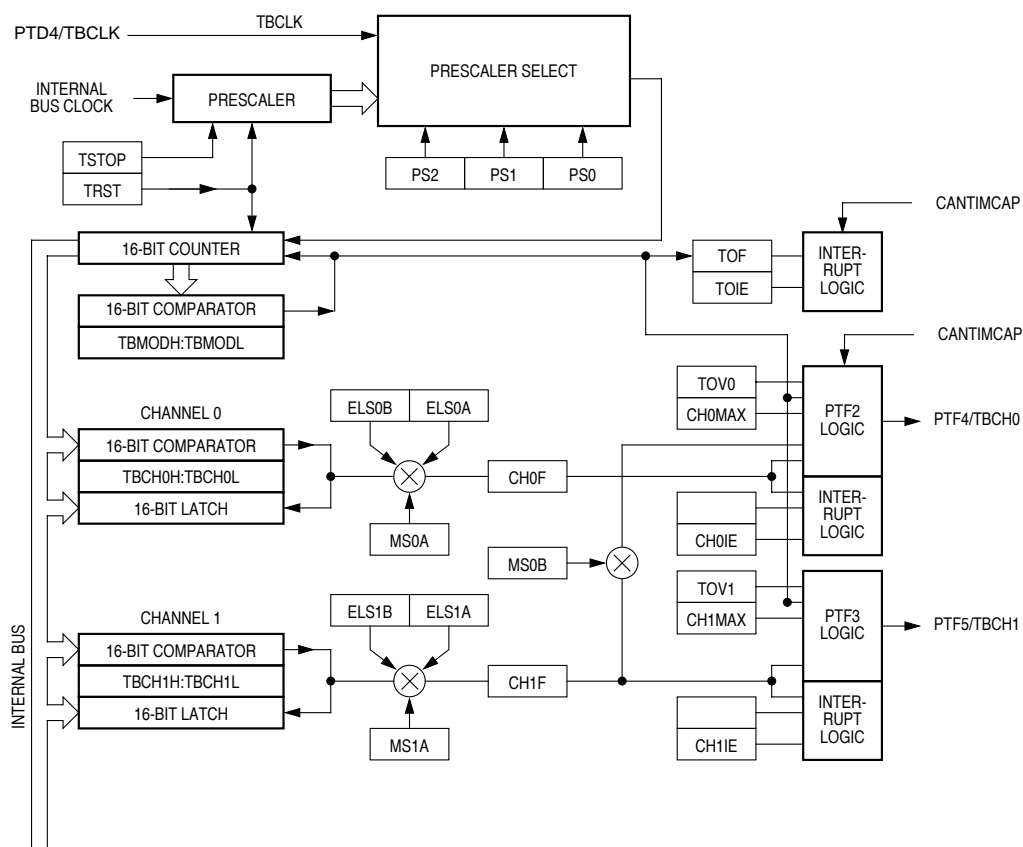 PTD4/TBCLK
TBCLK
PRESCALER SELECT
INTERNAL
BUS CLOCK
PRESCALER
TSTOP
TRST
PS2
PS1
PS0
CANTIMCAP
16-BIT COUNTER
TOF
TOIE
INTER-
RUPT
LOGIC
16-BIT COMPARATOR
TBMODH:TBMODL
CANTIMCAP
CHANNEL 0
ELS0B
ELS0A
TOV0
CH0MAX
PTF2
LOGIC
PTF4/TBCH0
16-BIT COMPARATOR
TBCH0H:TBCH0L
16-BIT LATCH
CH0F
MS0A
INTER-
RUPT
LOGIC
CH0IE
MS0B
CHANNEL 1
ELS1B
ELS1A
TOV1
CH1MAX
PTF3
LOGIC
PTF5/TBCH1
16-BIT COMPARATOR
TBCH1H:TBCH1L
16-BIT LATCH
CH1F
MS1A
INTER-
RUPT
LOGIC
CH1IE
INTERNAL BUS